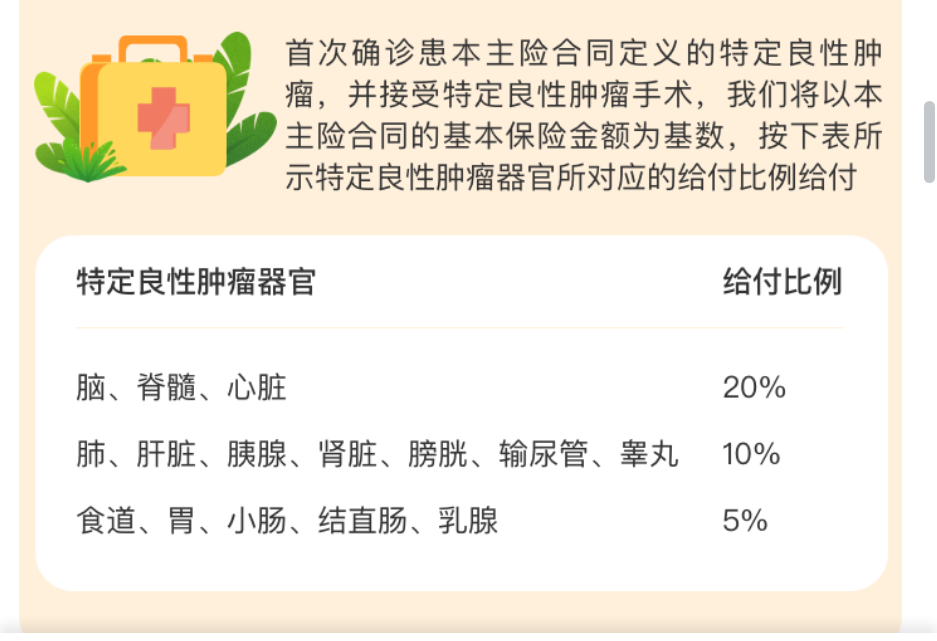 首次确诊患本主险合同定义的特定良性肿
瘤，并接受特定良性肿瘤手术，我们将以本
主险合同的基本保险金额为基数，按下表所
示特定良性肿瘤器官所对应的给付比例给付
特定良性肿瘤器官 给付比例
脑、脊髓、心脏 20%
肺、肝脏、胰腺、肾脏、膀胱、输尿管、睾丸 10%
食道、胃、小肠、结直肠、乳腺 5%